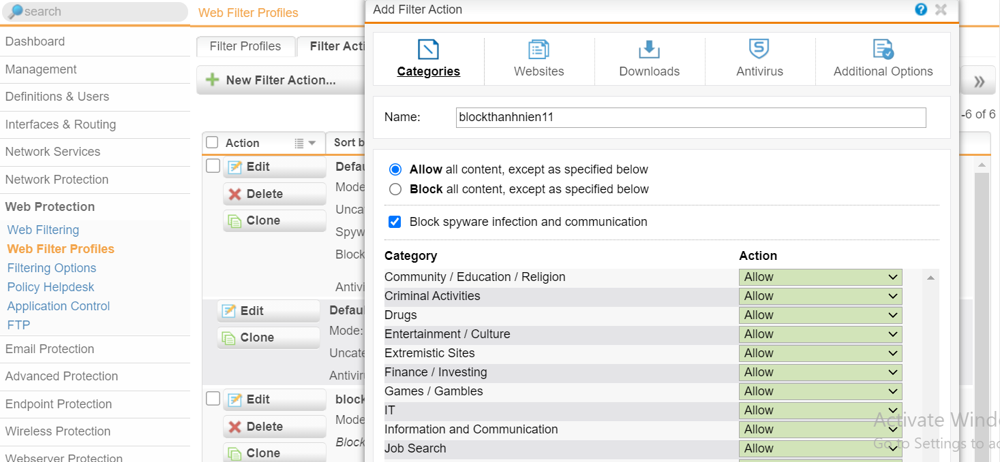 search
Dashboard
Management
Definitions & Users
Interfaces & Routing
Network Services
Network Protection
Web Protection
Web Filtering
Web Filter Profiles
Filtering Options
Policy Helpdesk
Application Control
FTP
Email Protection
Advanced Protection
Endpoint Protection
Wireless Protection
Webserver Protection
Web Filter Profiles
Filter Profiles
Filter Acti
New Filter Action...
-6 of 6
Action
Sort b
Edit
Delete
Clone
Defau
Mode
Unca
Spyw
Block
Antivi
Edit
Clone
Defau
Mode:
Uncate
Antiviru
Edit
Delete
Clone
block
Mode
Block
Add Filter Action
Categories
Websites
Downloads
Antivirus
Additional Options
Name:
blockthanhnien11
Allow all content, except as specified below
Block all content, except as specified below
Block spyware infection and communication
Category Action
Community / Education / Religion Allow
Criminal Activities Allow
Drugs Allow
Entertainment / Culture Allow
Extremistic Sites Allow
Finance / Investing Allow
Games / Gambles Allow
IT Allow
Information and Communication Allow
Job Search Allow
Activate Windo
Go to Settings to ac